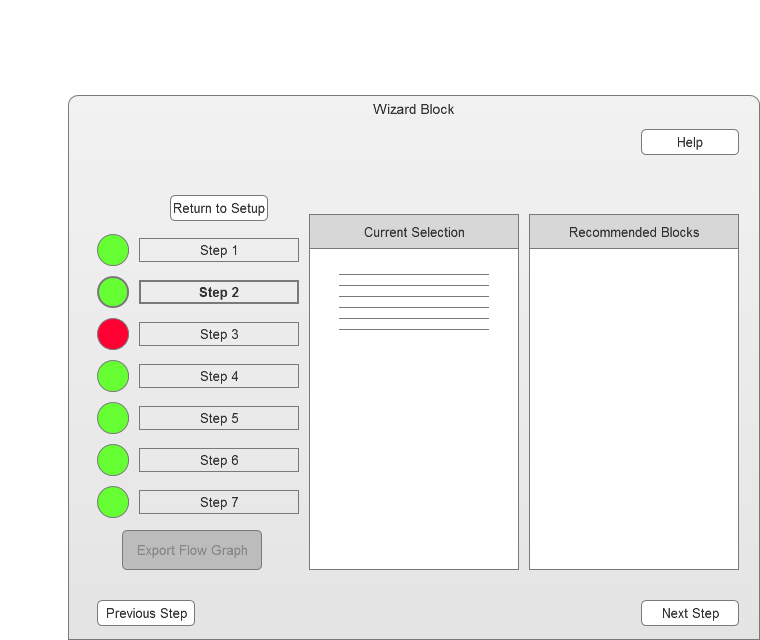 Wizard Block
Help
Return to Setup
Step 1
Step 2
Step 3
Step 4
Step 5
Step 6
Step 7
Export Flow Graph
Current Selection
Recommended Blocks
Previous Step
Next Step